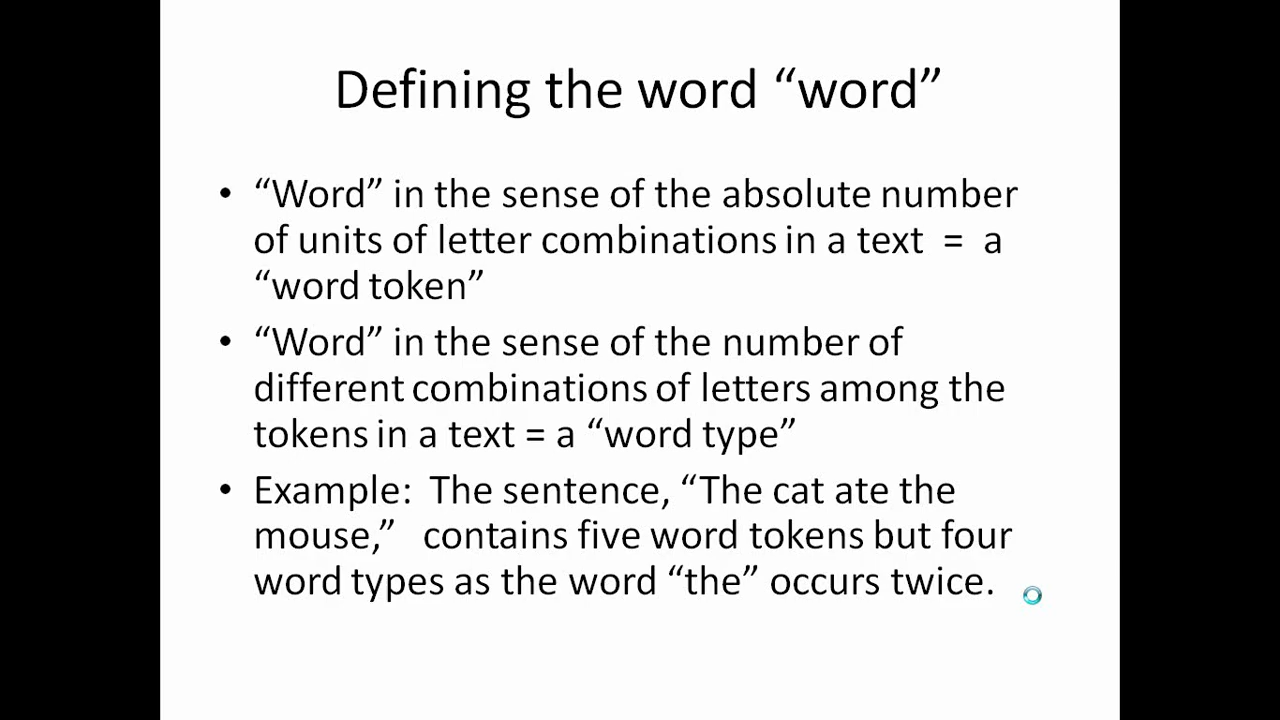 Defining the word “word”
• “Word” in the sense of the absolute number
of units of letter combinations in a text  =  a
“word token”
• “Word” in the sense of the number of
different combinations of letters among the
tokens in a text = a “word type”
• Example:  The sentence, “The cat ate the
mouse,”   contains five word tokens but four
word types as the word “the” occurs twice.